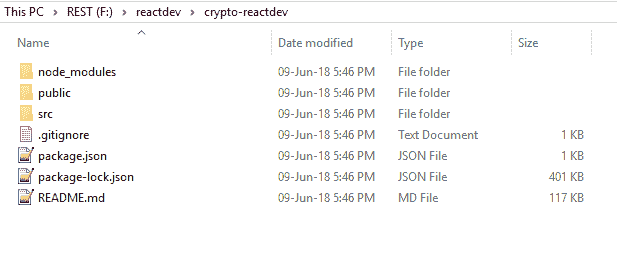 This PC > REST (F:) > reactdev > crypto-reactdev
Name Date modified Type Size
node_modules 09-Jun-18 5:46 PM File folder
public 09-Jun-18 5:46 PM File folder
src 09-Jun-18 5:46 PM File folder
.gitignore 09-Jun-18 5:46 PM Text Document 1 KB
package.json 09-Jun-18 5:46 PM JSON File 1 KB
package-lock.json 09-Jun-18 5:46 PM JSON File 401 KB
README.md 09-Jun-18 5:46 PM MD File 117 KB